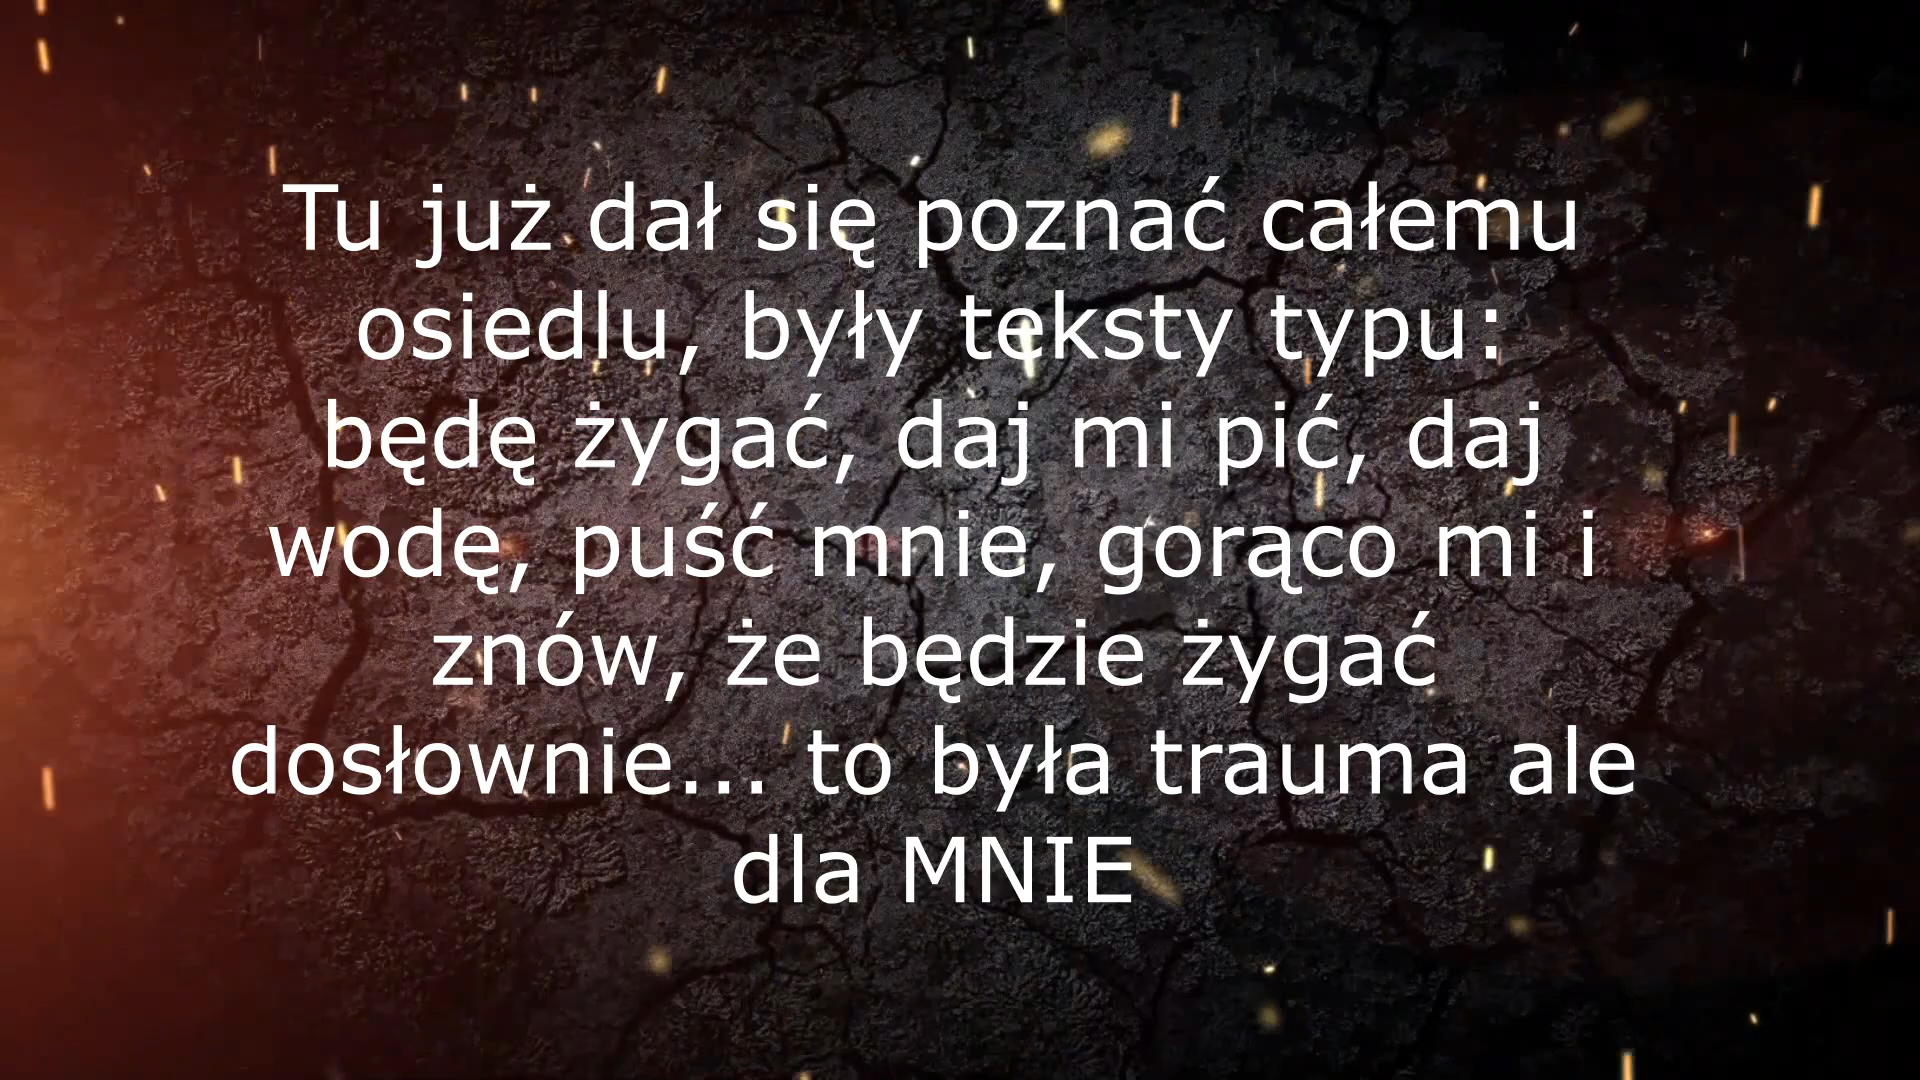 Tu już dał się poznać całemu
osiedlu, były teksty typu:
będę żygać, daj mi pić, daj
wodę, puść mnie, gorąco mi i
znów, że będzie żygać
dosłownie... to była trauma ale
dla MNIE